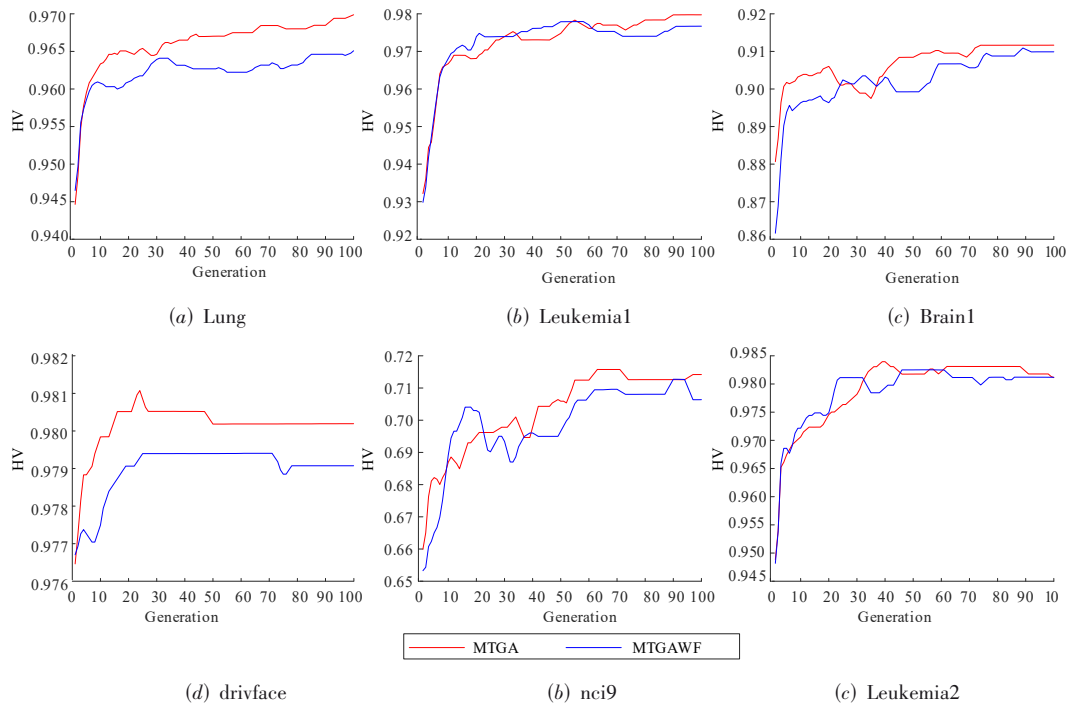 0.970
0.965
0.960
0.955
0.950
0.945
0.940
HV
0 10 20 30 40 50 60 70 80 90 100
Generation
(a) Lung
0.98
0.97
0.96
0.95
0.94
0.93
0.92
HV
0 10 20 30 40 50 60 70 80 90 100
Generation
(b) Leukemia1
0.91
0.90
0.89
0.88
0.87
0.86
HV
0 10 20 30 40 50 60 70 80 90 100
Generation
(c) Brain1
0.982
0.981
0.980
0.979
0.978
0.977
0.976
HV
0 10 20 30 40 50 60 70 80 90 100
Generation
(d) drivface
0.72
0.71
0.70
0.69
0.68
0.67
0.66
0.65
HV
0 10 20 30 40 50 60 70 80 90 100
Generation
(b) nci9
0.985
0.980
0.975
0.970
0.965
0.960
0.955
0.950
0.945
HV
0 10 20 30 40 50 60 70 80 90 10
Generation
(c) Leukemia2
MTGA MTGAWF